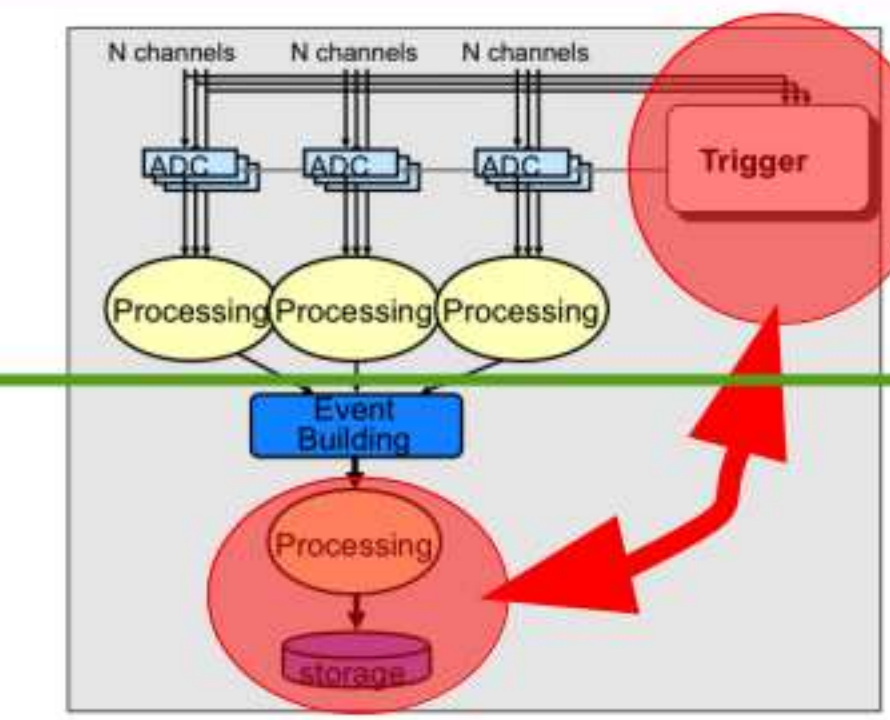 N channels N channels N channels
ADC ADC ADC
Trigger
Processing Processing Processing
Event
Building
Processing
storage